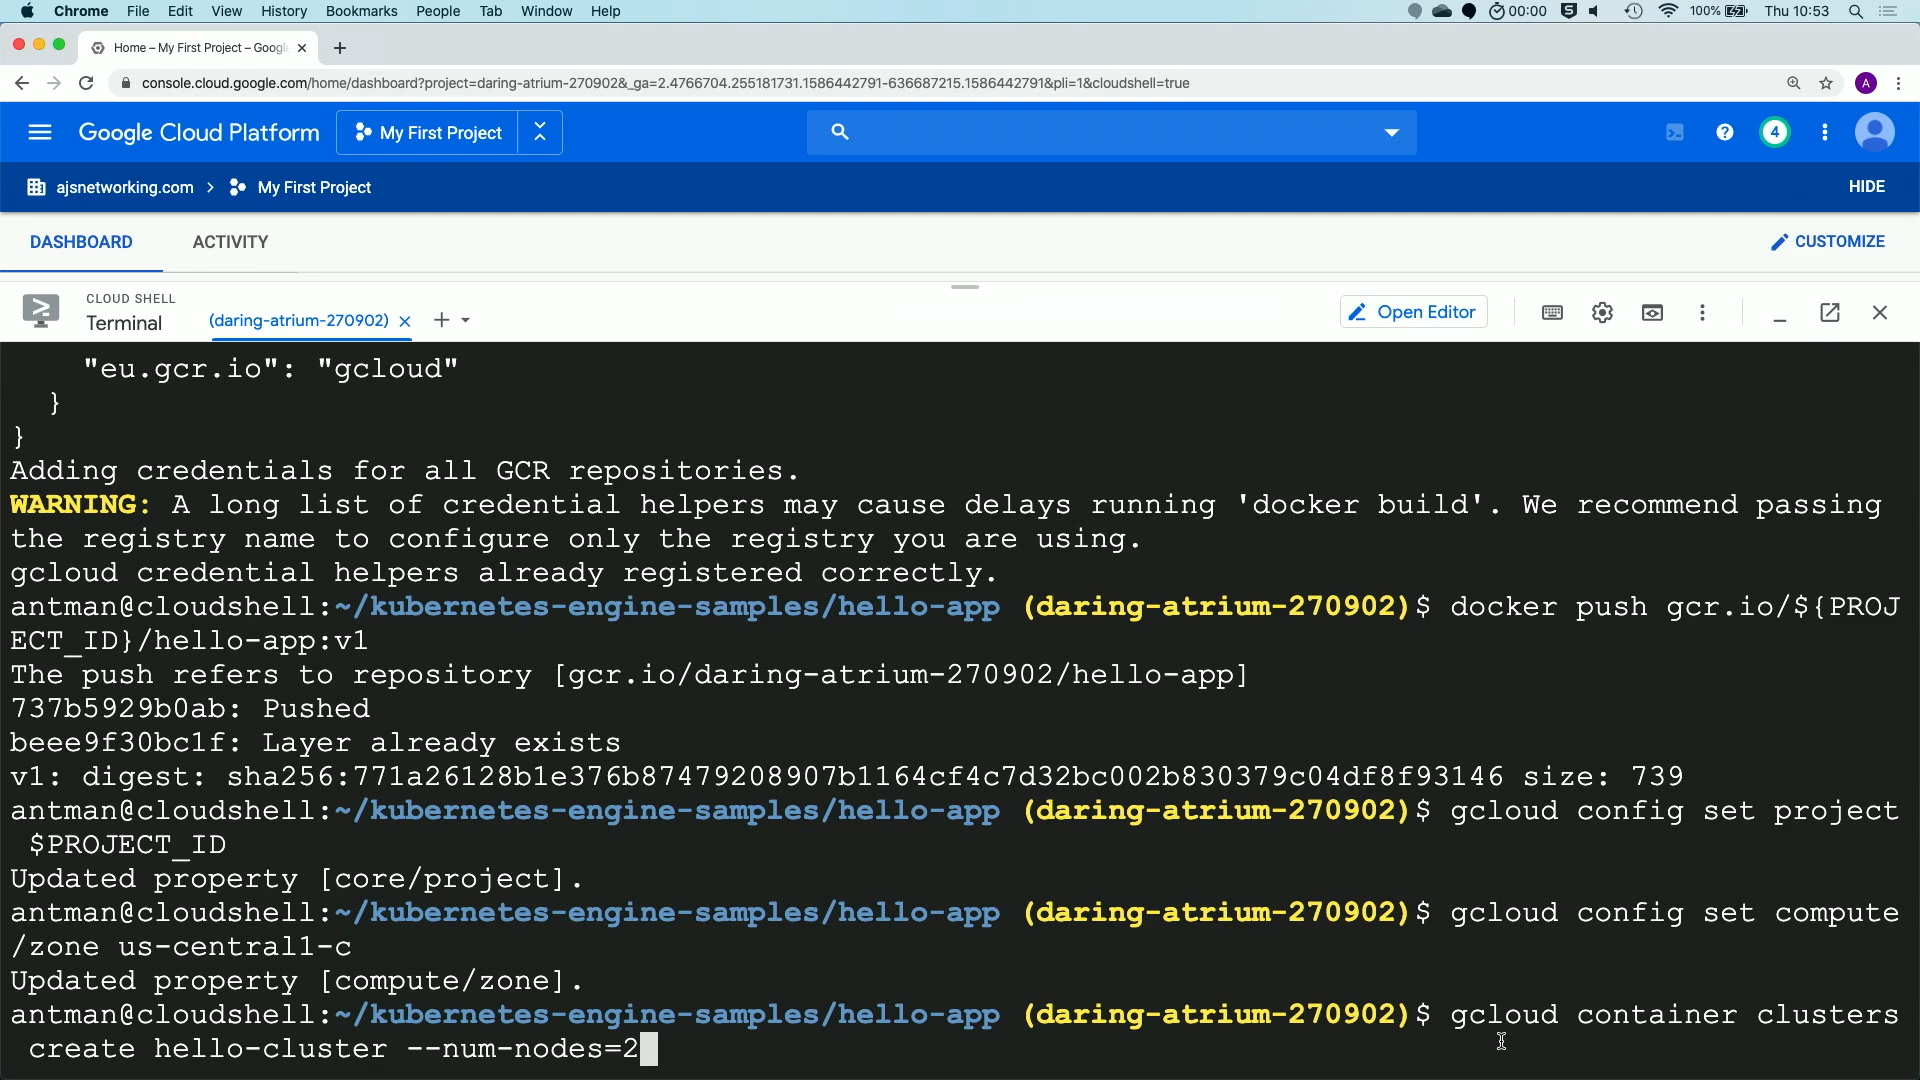 Chrome File Edit View History Bookmarks People Tab Window Help 00:00 100% Thu 10:53
Home – My First Project – Google
console.cloud.google.com/home/dashboard?project=daring-atrium-270902&_ga=2.4766704.255181731.1586442791-636687215.1586442791&pli=1&cloudshell=true A
Google Cloud Platform My First Project ? 4
ajsnetworking.com > My First Project HIDE
DASHBOARD ACTIVITY CUSTOMIZE
CLOUD SHELL
Terminal (daring-atrium-270902) Open Editor
"eu.gcr.io": "gcloud"
}
}
Adding credentials for all GCR repositories.
WARNING: A long list of credential helpers may cause delays running 'docker build'. We recommend passing
the registry name to configure only the registry you are using.
gcloud credential helpers already registered correctly.
antman@cloudshell:~/kubernetes-engine-samples/hello-app (daring-atrium-270902)$ docker push gcr.io/${PROJ
ECT_ID}/hello-app:v1
The push refers to repository [gcr.io/daring-atrium-270902/hello-app]
737b5929b0ab: Pushed
beee9f30bc1f: Layer already exists
v1: digest: sha256:771a26128b1e376b87479208907b1164cf4c7d32bc002b830379c04df8f93146 size: 739
antman@cloudshell:~/kubernetes-engine-samples/hello-app (daring-atrium-270902)$ gcloud config set project
$PROJECT_ID
Updated property [core/project].
antman@cloudshell:~/kubernetes-engine-samples/hello-app (daring-atrium-270902)$ gcloud config set compute
/zone us-central1-c
Updated property [compute/zone].
antman@cloudshell:~/kubernetes-engine-samples/hello-app (daring-atrium-270902)$ gcloud container clusters
create hello-cluster --num-nodes=2